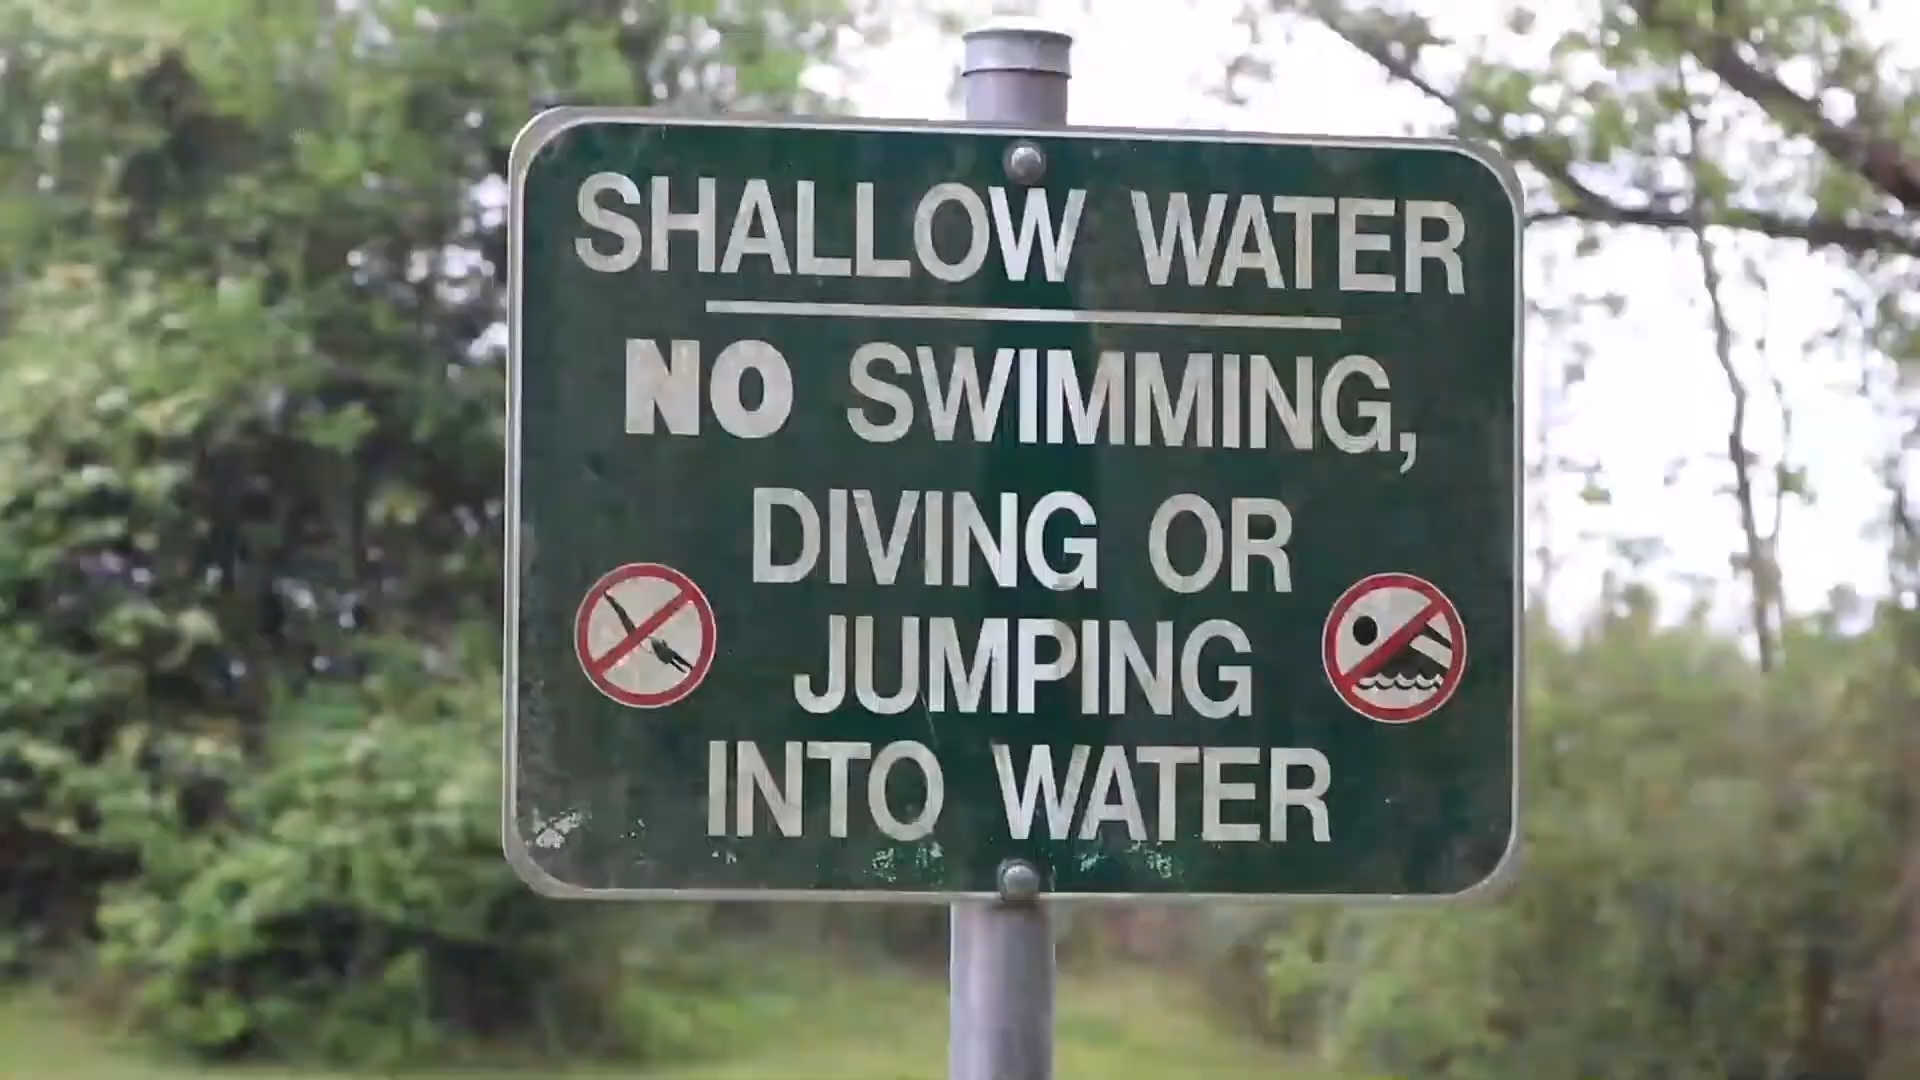 SHALLOW WATER
NO SWIMMING,
DIVING OR
JUMPING
INTO WATER